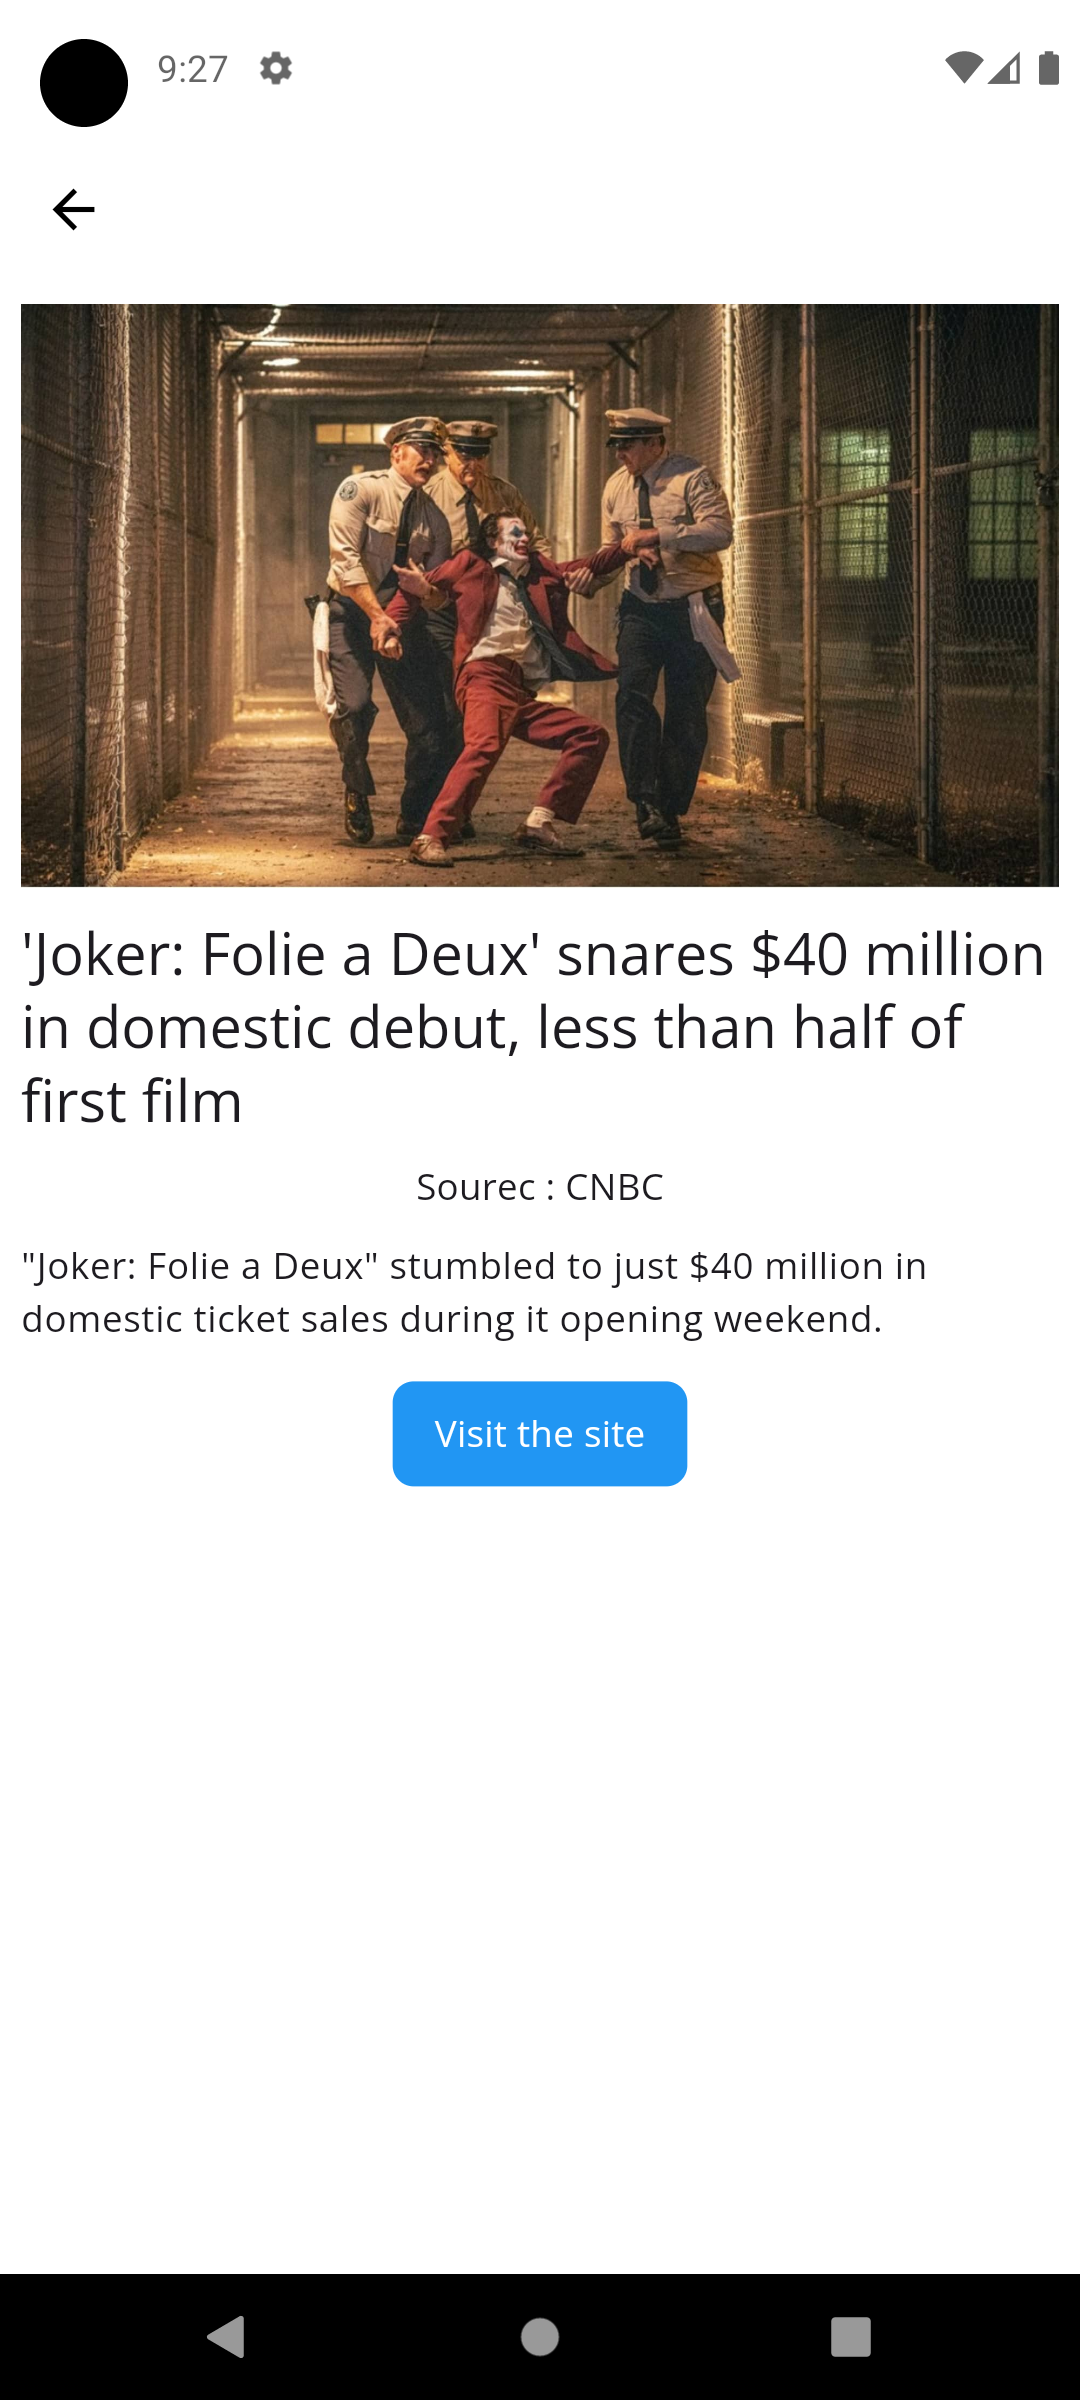 9:27
'Joker: Folie a Deux' snares $40 million
in domestic debut, less than half of
first film
Sourec : CNBC
"Joker: Folie a Deux" stumbled to just $40 million in
domestic ticket sales during it opening weekend.
Visit the site